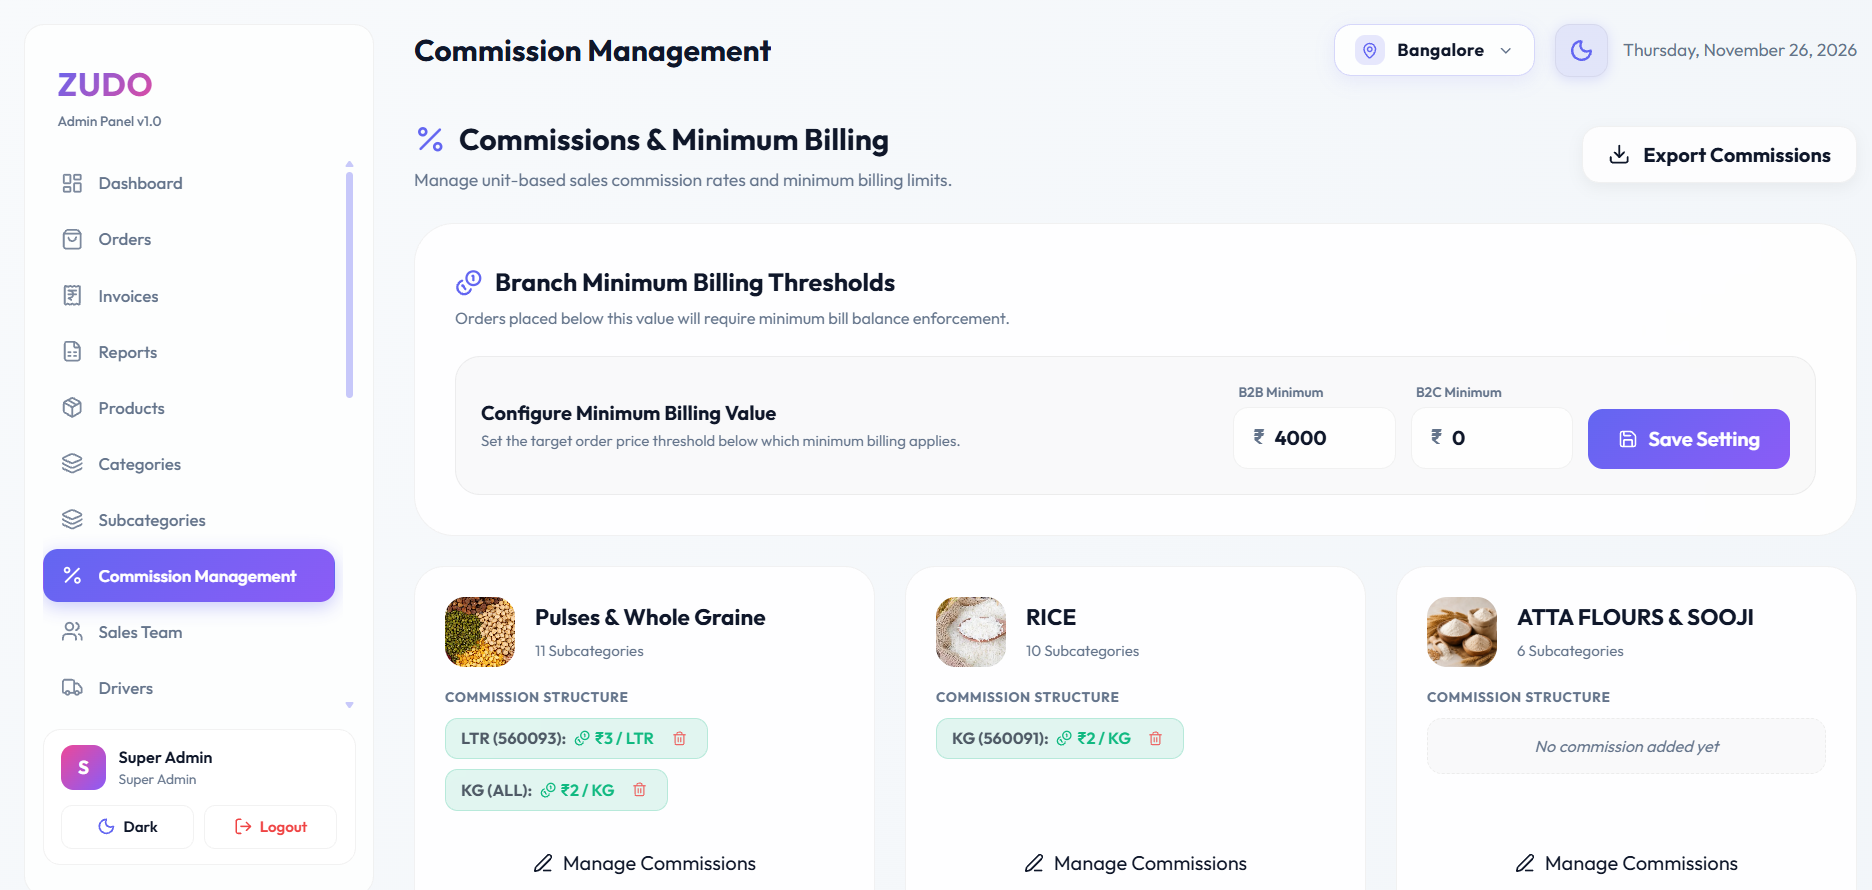 ZUDO
Admin Panel v1.0
Dashboard
Orders
Invoices
Reports
Products
Categories
Subcategories
Commission Management
Sales Team
Drivers
S
Super Admin
Super Admin
Dark
Logout
Commission Management
Bangalore
Thursday, November 26, 2026
Commissions & Minimum Billing
Manage unit-based sales commission rates and minimum billing limits.
Export Commissions
Branch Minimum Billing Thresholds
Orders placed below this value will require minimum bill balance enforcement.
Configure Minimum Billing Value
Set the target order price threshold below which minimum billing applies.
B2B Minimum
₹ 4000
B2C Minimum
₹ 0
Save Setting
Pulses & Whole Graine
11 Subcategories
COMMISSION STRUCTURE
LTR (560093): ₹3 / LTR
KG (ALL): ₹2 / KG
Manage Commissions
RICE
10 Subcategories
COMMISSION STRUCTURE
KG (560091): ₹2 / KG
Manage Commissions
ATTA FLOURS & SOOJI
6 Subcategories
COMMISSION STRUCTURE
No commission added yet
Manage Commissions